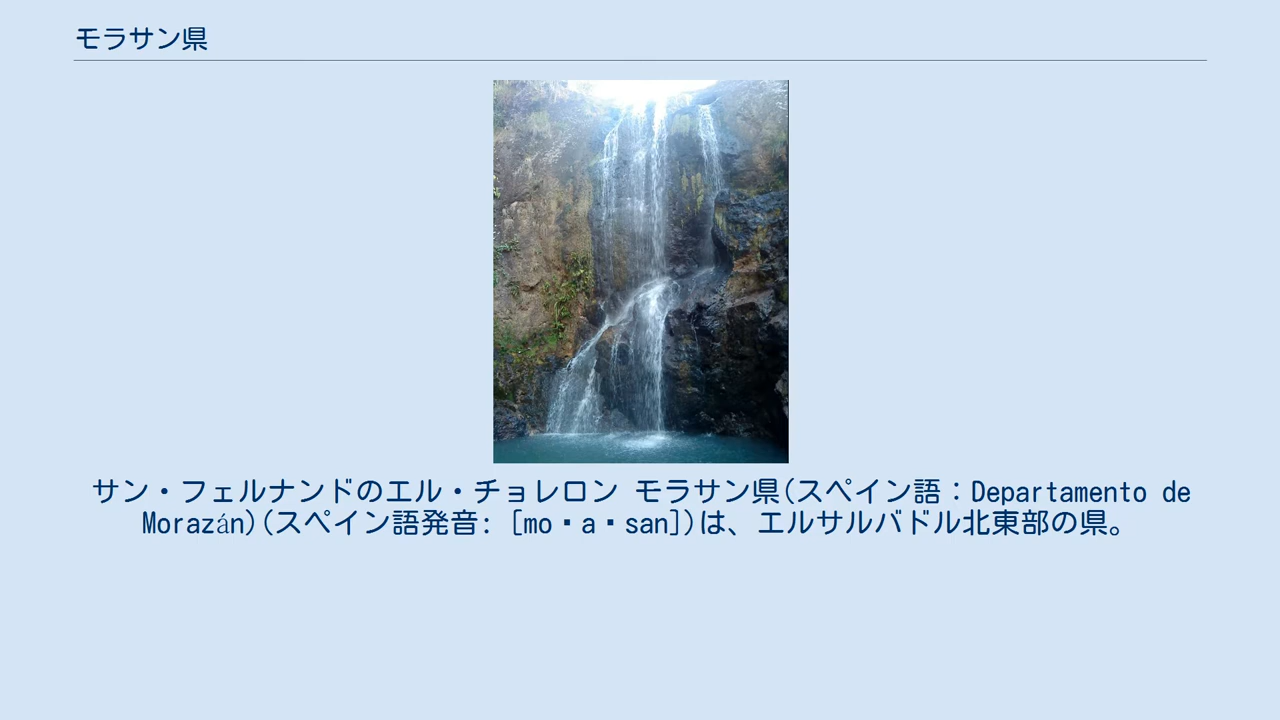 モラサン県
サン・フェルナンドのエル・チョレロン モラサン県(スペイン語：Departamento de
Morazán)(スペイン語発音: [mo▪a▪san])は、エルサルバドル北東部の県。